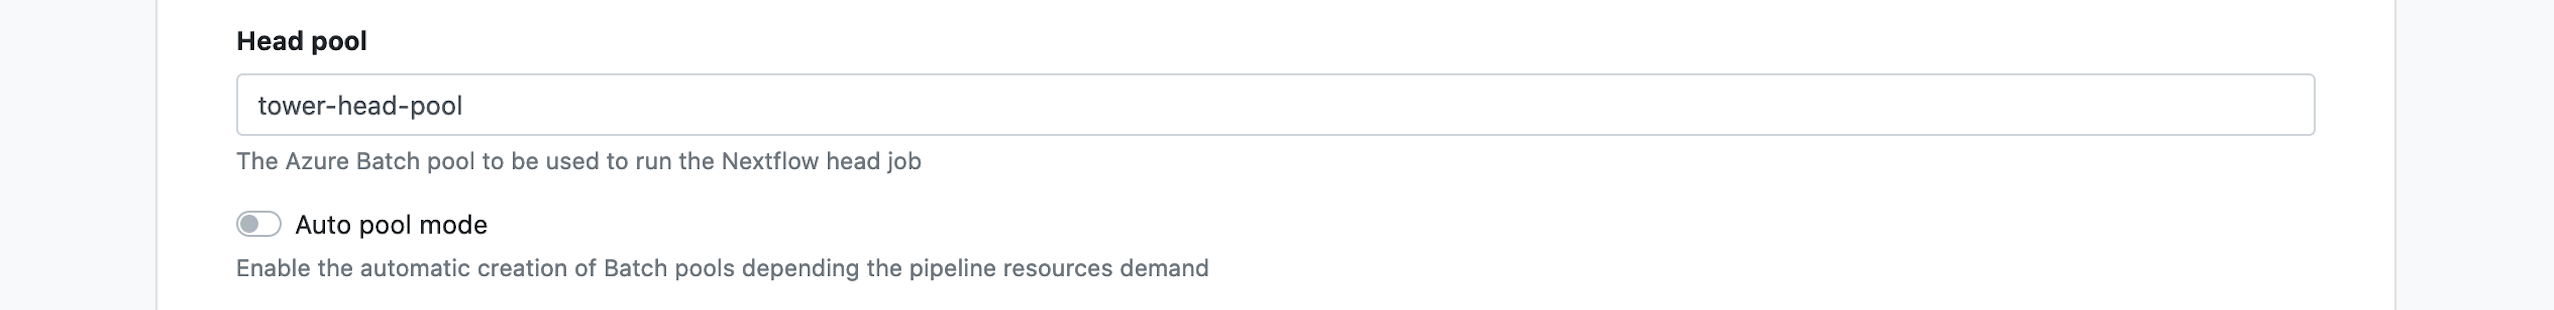 Head pool
tower-head-pool
The Azure Batch pool to be used to run the Nextflow head job
Auto pool mode
Enable the automatic creation of Batch pools depending the pipeline resources demand